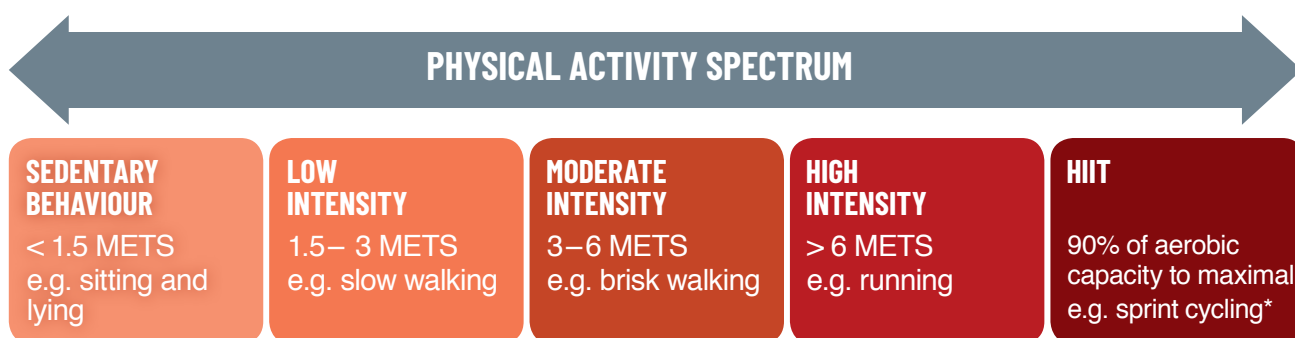 PHYSICAL ACTIVITY SPECTRUM
SEDENTARY
BEHAVIOUR
< 1.5 METS
e.g. sitting and
lying
LOW
INTENSITY
1.5– 3 METS
e.g. slow walking
MODERATE
INTENSITY
3–6 METS
e.g. brisk walking
HIGH
INTENSITY
> 6 METS
e.g. running
HIIT
90% of aerobic
capacity to maximal
e.g. sprint cycling*